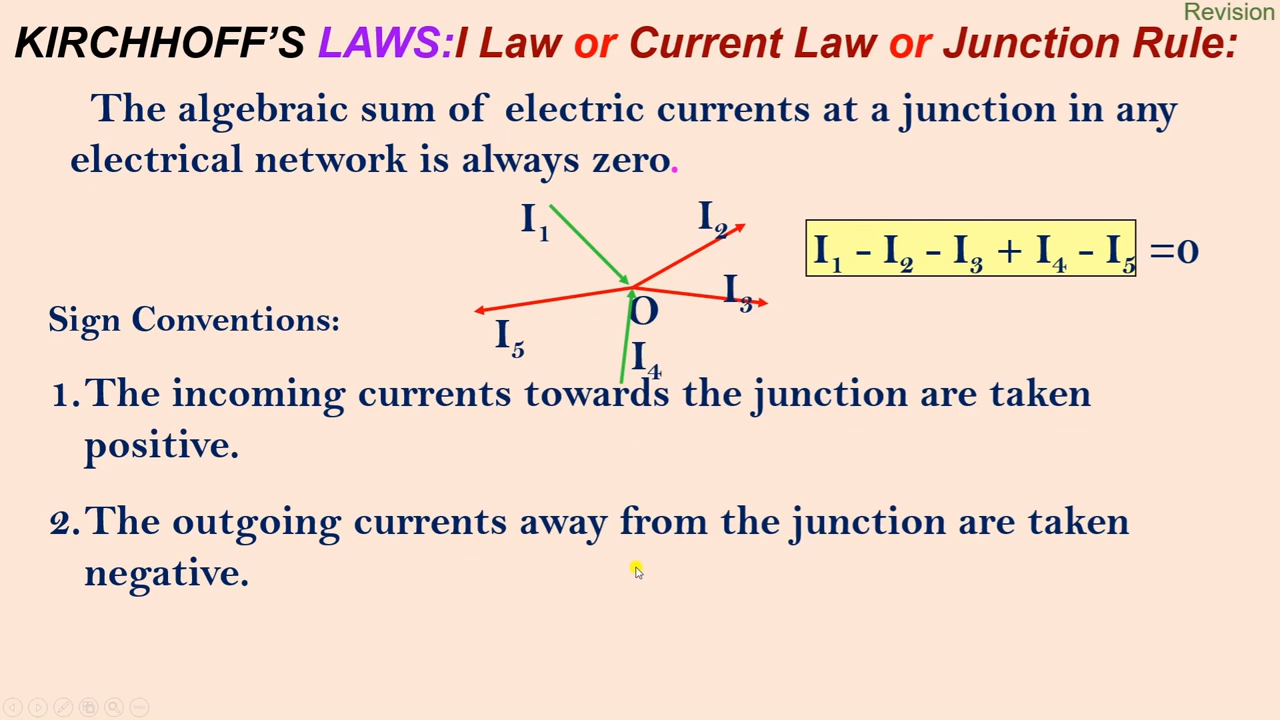 Revision
KIRCHHOFF’S LAWS:I Law or Current Law or Junction Rule:
The algebraic sum of electric currents at a junction in any
electrical network is always zero.
I₁
I₂
I₁ - I₂ - I₃ + I₄ - I₅ =0
I₃
O
Sign Conventions:
I₅
I₄
1.The incoming currents towards the junction are taken
positive.
2.The outgoing currents away from the junction are taken
negative.